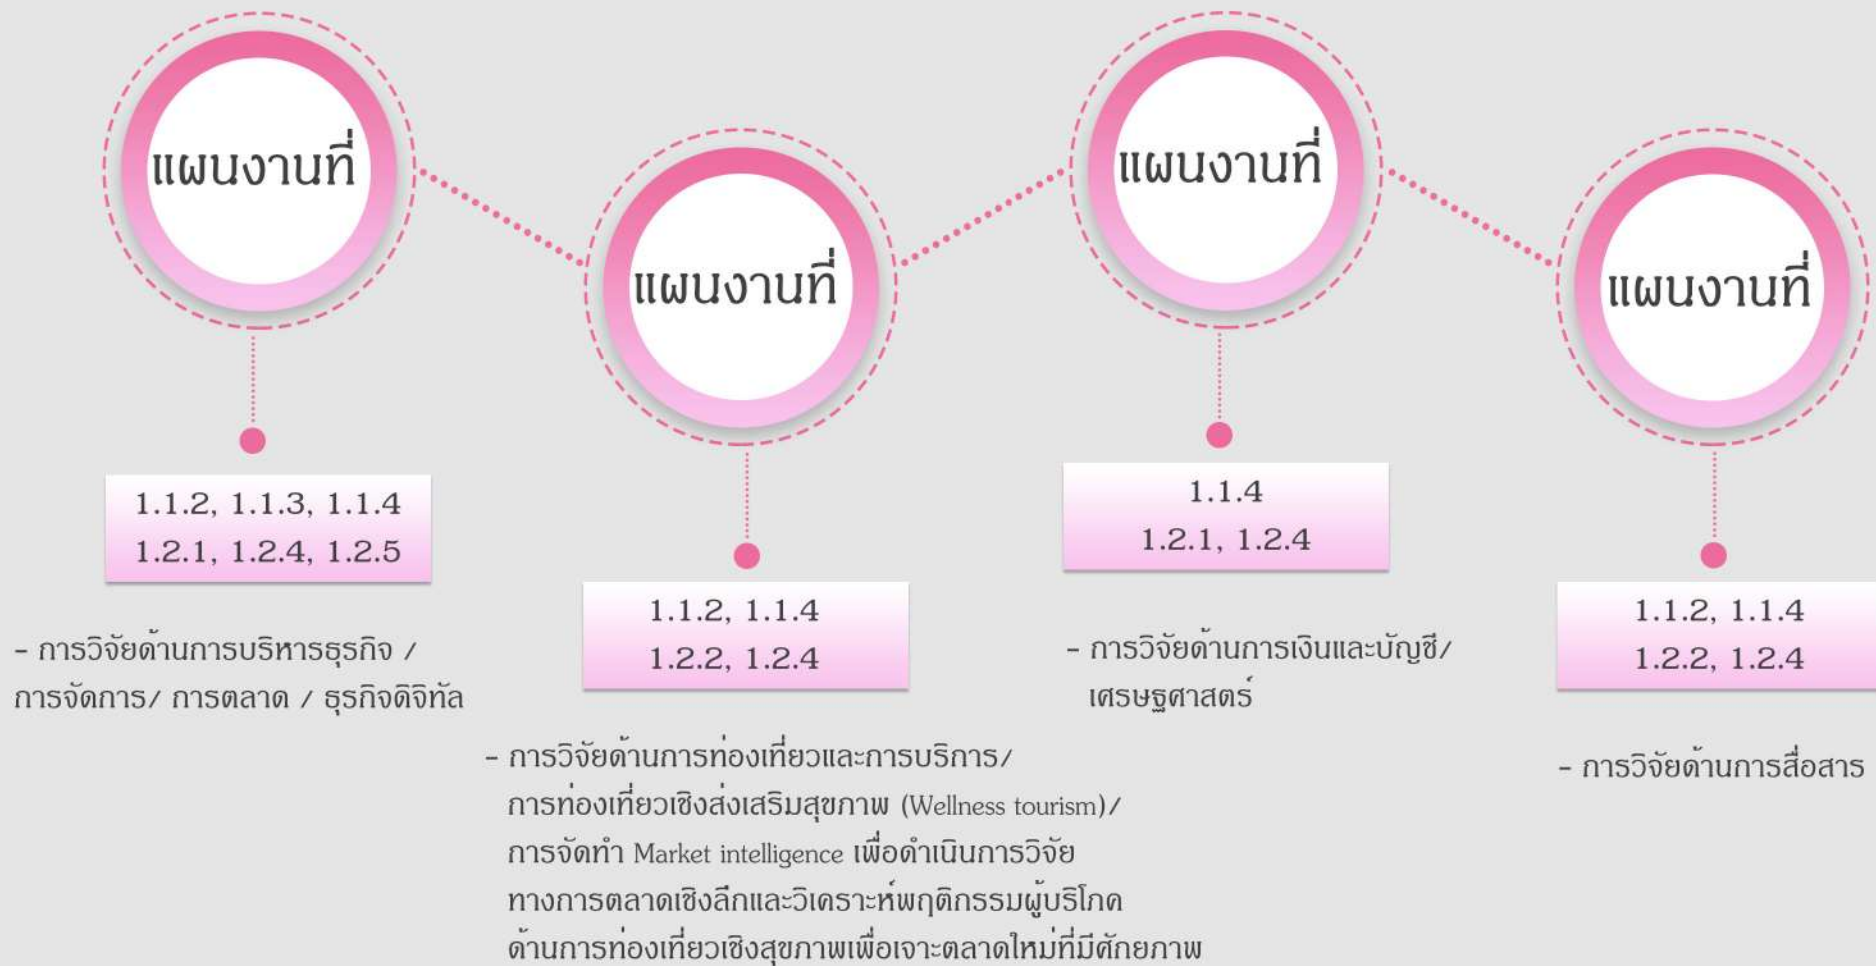 แผนงานที่
1.1.2, 1.1.3, 1.1.4
1.2.1, 1.2.4, 1.2.5
- การวิจัยด้านการบริหารธุรกิจ /
การจัดการ/ การตลาด / ธุรกิจดิจิทัล
แผนงานที่
1.1.2, 1.1.4
1.2.2, 1.2.4
- การวิจัยด้านการท่องเที่ยวและการบริการ/
การท่องเที่ยวเชิงส่งเสริมสุขภาพ (Wellness tourism)/
การจัดทำ Market intelligence เพื่อดำเนินการวิจัย
ทางการตลาดเชิงลึกและวิเคราะห์พฤติกรรมผู้บริโภค
ด้านการท่องเที่ยวเชิงสุขภาพเพื่อเจาะตลาดใหม่ที่มีศักยภาพ
แผนงานที่
1.1.4
1.2.1, 1.2.4
- การวิจัยด้านการเงินและบัญชี/
เศรษฐศาสตร์
แผนงานที่
1.1.2, 1.1.4
1.2.2, 1.2.4
- การวิจัยด้านการสื่อสาร